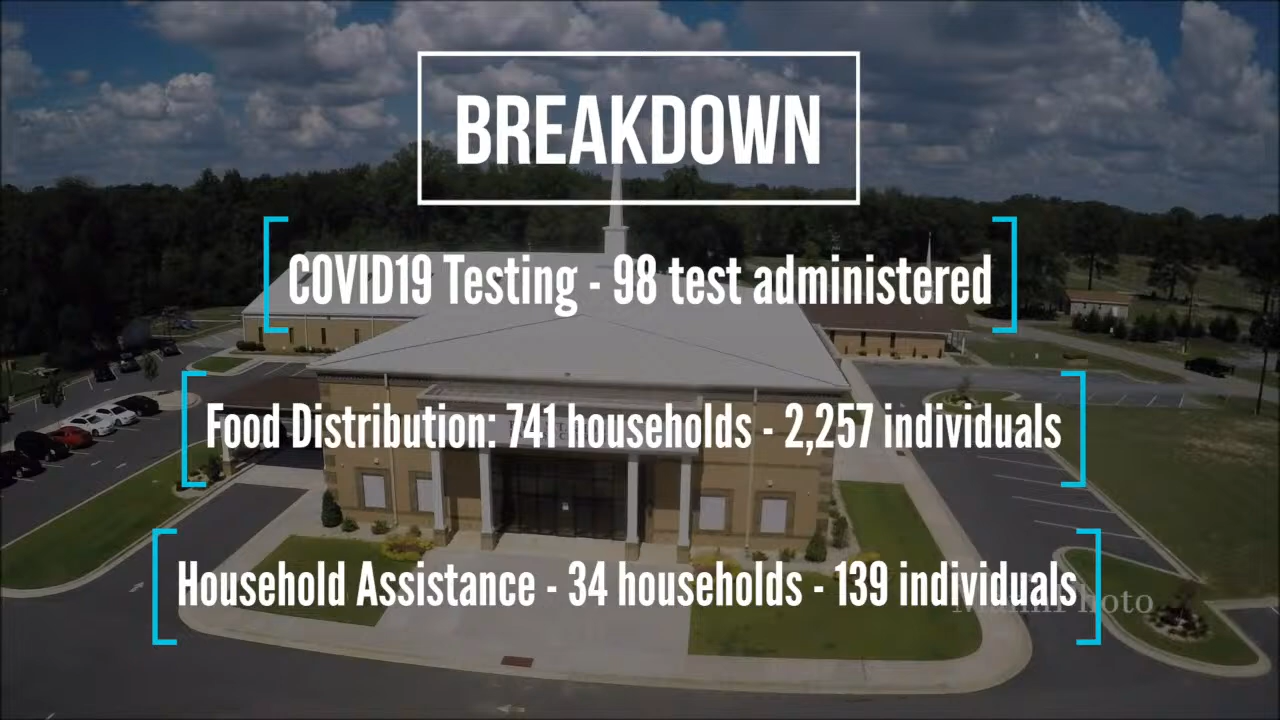 BREAKDOWN
COVID19 Testing - 98 test administered
Food Distribution: 741 households - 2,257 individuals
Household Assistance - 34 households - 139 individuals